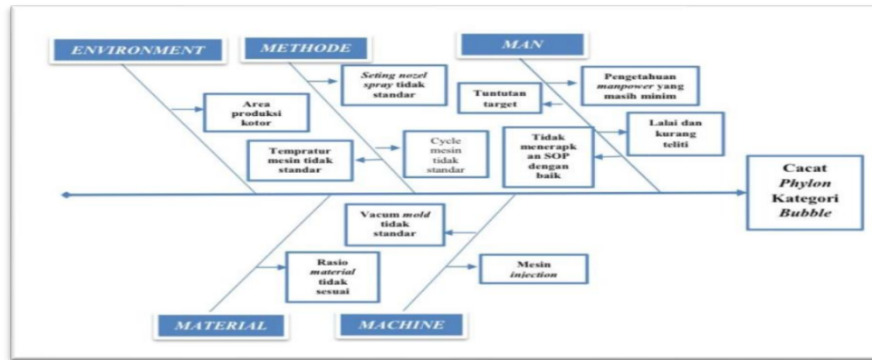 ENVIRONMENT
METHODE
MAN
Seting nozel
spray tidak
standar
Pengetahuan
manpower yang
masih minim
Tuntutan
target
Area
produksi
kotor
Lalai dan
kurang
teliti
Tempratur
mesin tidak
standar
Cycle
mesin
tidak
standar
Tidak
menerapk
an SOP
dengan
baik
Cacat
Phylon
Kategori
Bubble
Vacum mold
tidak
standar
Rasio
material
tidak
sesuai
Mesin
injection
MATERIAL
MACHINE